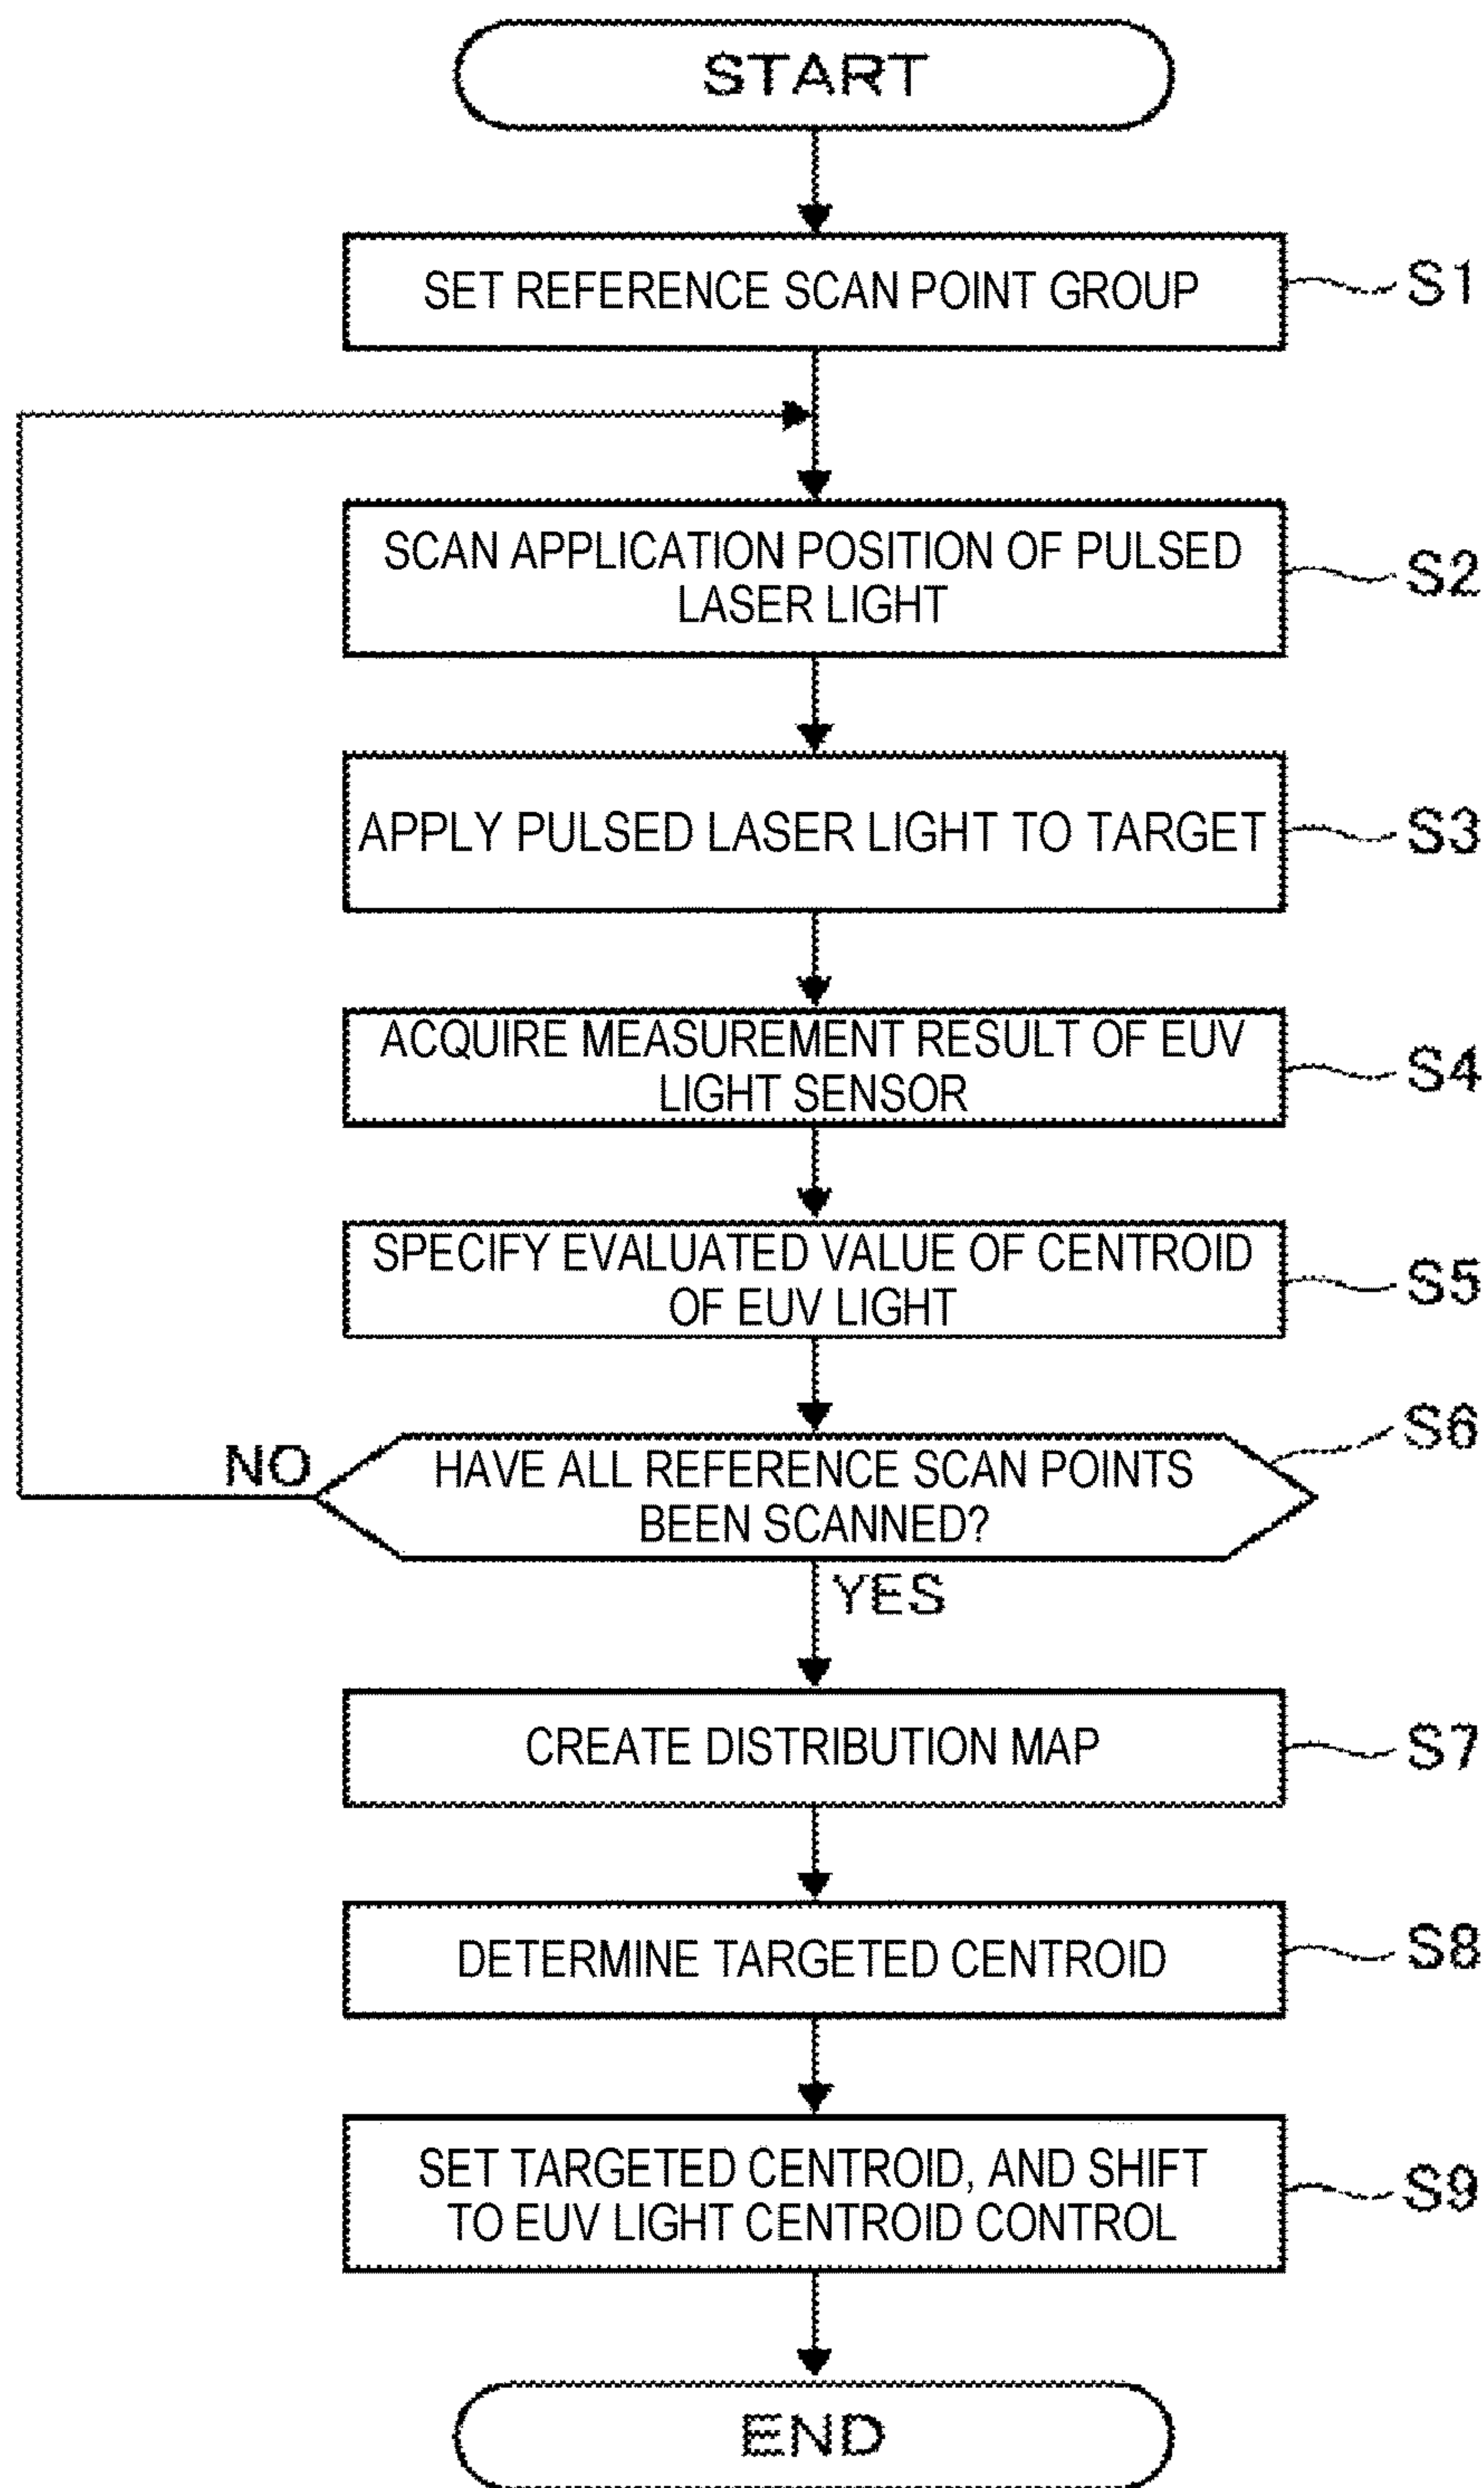 START
SET REFERENCE SCAN POINT GROUP
S1
SCAN APPLICATION POSITION OF PULSED
LASER LIGHT
S2
APPLY PULSED LASER LIGHT TO TARGET
S3
ACQUIRE MEASUREMENT RESULT OF EUV
LIGHT SENSOR
S4
SPECIFY EVALUATED VALUE OF CENTROID
OF EUV LIGHT
S5
HAVE ALL REFERENCE SCAN POINTS
BEEN SCANNED?
S6
NO
YES
CREATE DISTRIBUTION MAP
S7
DETERMINE TARGETED CENTROID
S8
SET TARGETED CENTROID, AND SHIFT
TO EUV LIGHT CENTROID CONTROL
S9
END